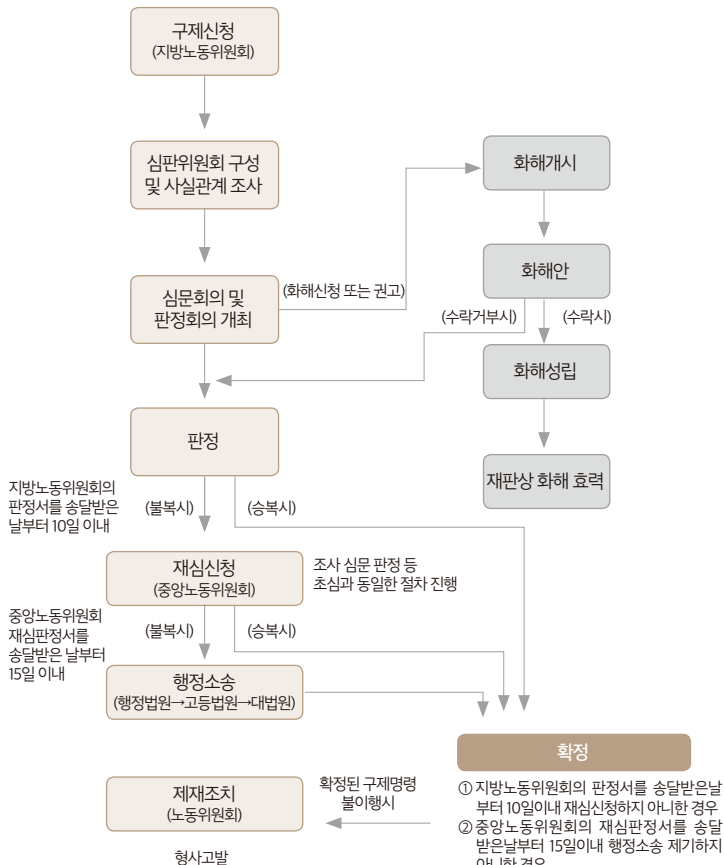 구제신청
(지방노동위원회)
심판위원회 구성
및 사실관계 조사
화해개시
심문회의 및
판정회의 개최
(화해신청 또는 권고)
화해안
(수락거부시)
(수락시)
화해성립
판정
재판상 화해 효력
지방노동위원회의
판정서를 송달받은
날부터 10일 이내
(불복시)
(승복시)
재심신청
(중앙노동위원회)
조사 심문 판정 등
초심과 동일한 절차 진행
중앙노동위원회
재심판정서를
송달받은 날부터
15일 이내
(불복시)
(승복시)
행정소송
(행정법원→고등법원→대법원)
확정
제재조치
(노동위원회)
확정된 구제명령
불이행시
① 지방노동위원회의 판정서를 송달받은날
부터 10일이내 재심신청하지 아니한 경우
② 중앙노동위원회의 재심판정서를 송달
받은날부터 15일이내 행정소송 제기하지
아니한 경우
형사고발